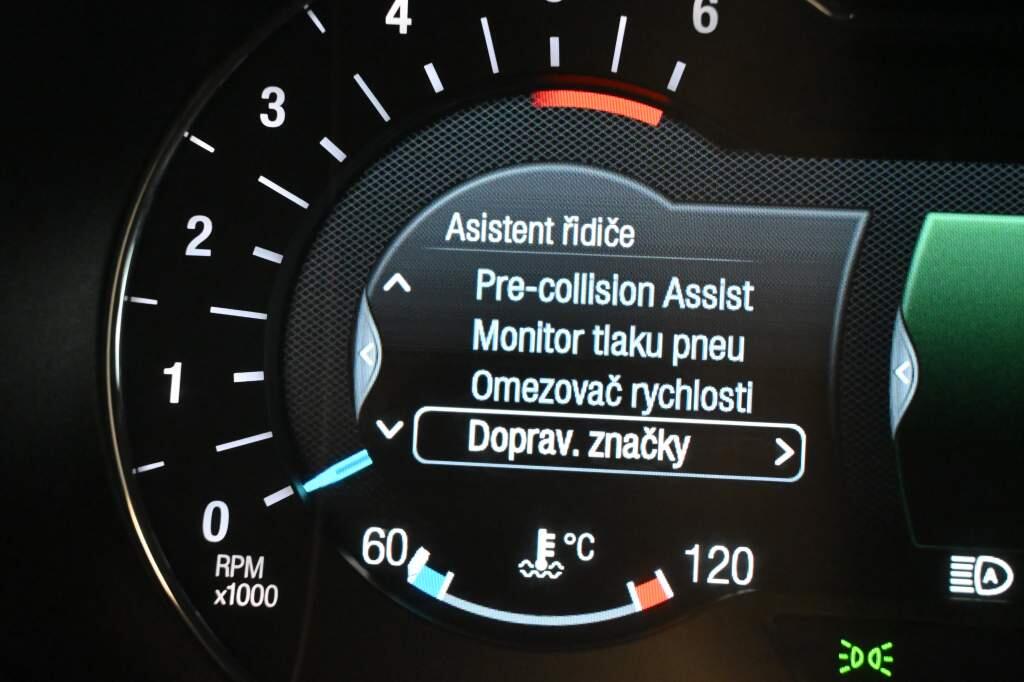 4
6
3
2
1
0
RPM
x1000
Asistent řidiče
Pre-collision Assist
Monitor tlaku pneu
Omezovač rychlosti
Doprav. značky
60
°C
120
A